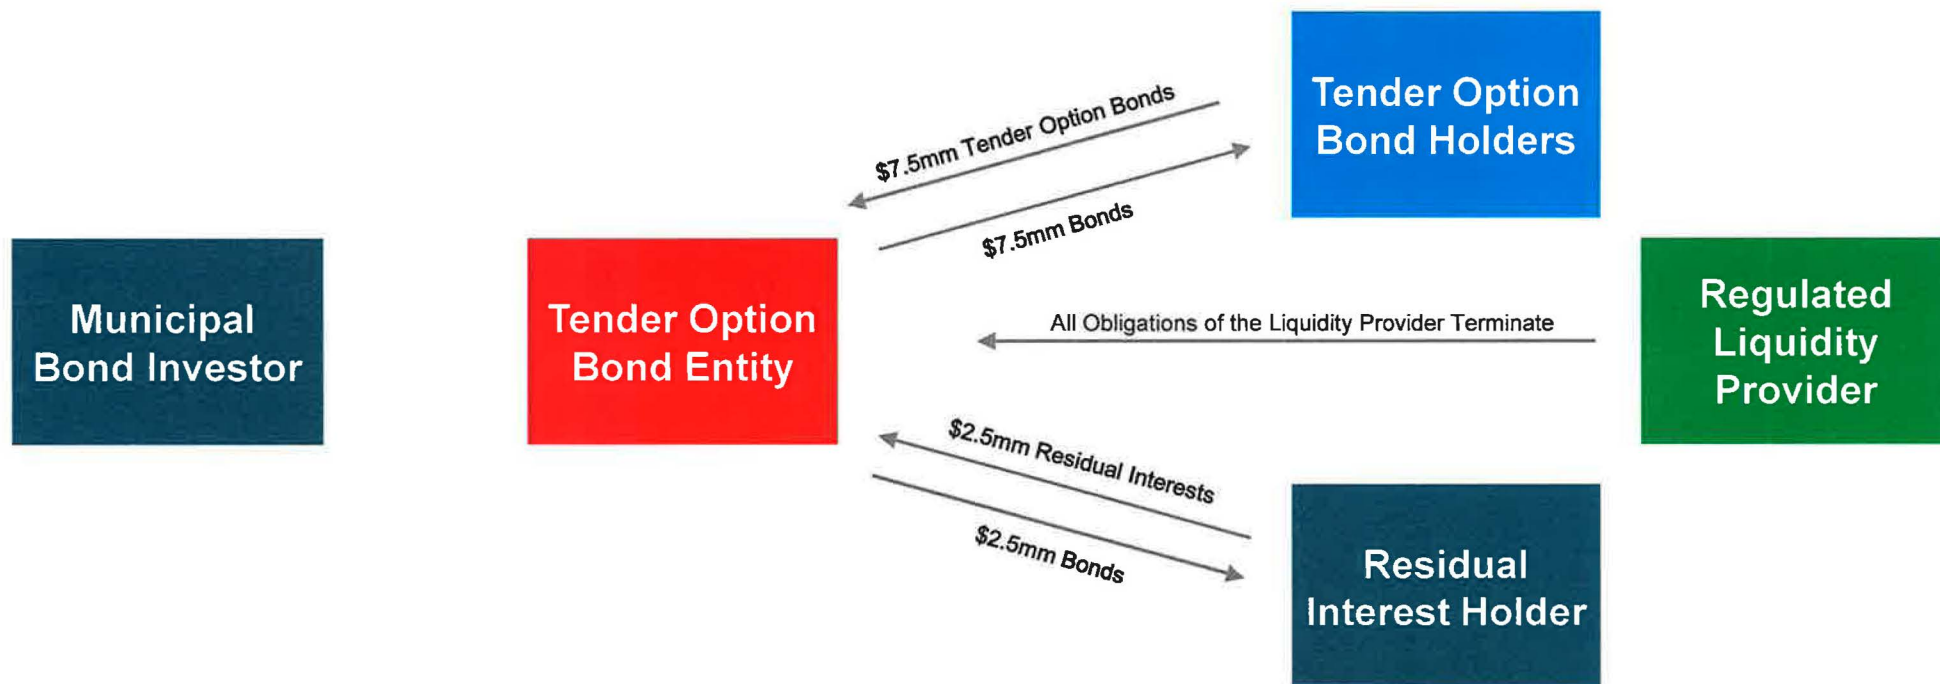 Tender Option
Bond Holders
$7.5mm Tender Option Bonds
$7.5mm Bonds
Municipal
Bond Investor
Tender Option
Bond Entity
All Obligations of the Liquidity Provider Terminate
Regulated
Liquidity
Provider
$2.5mm Residual Interests
$2.5mm Bonds
Residual
Interest Holder